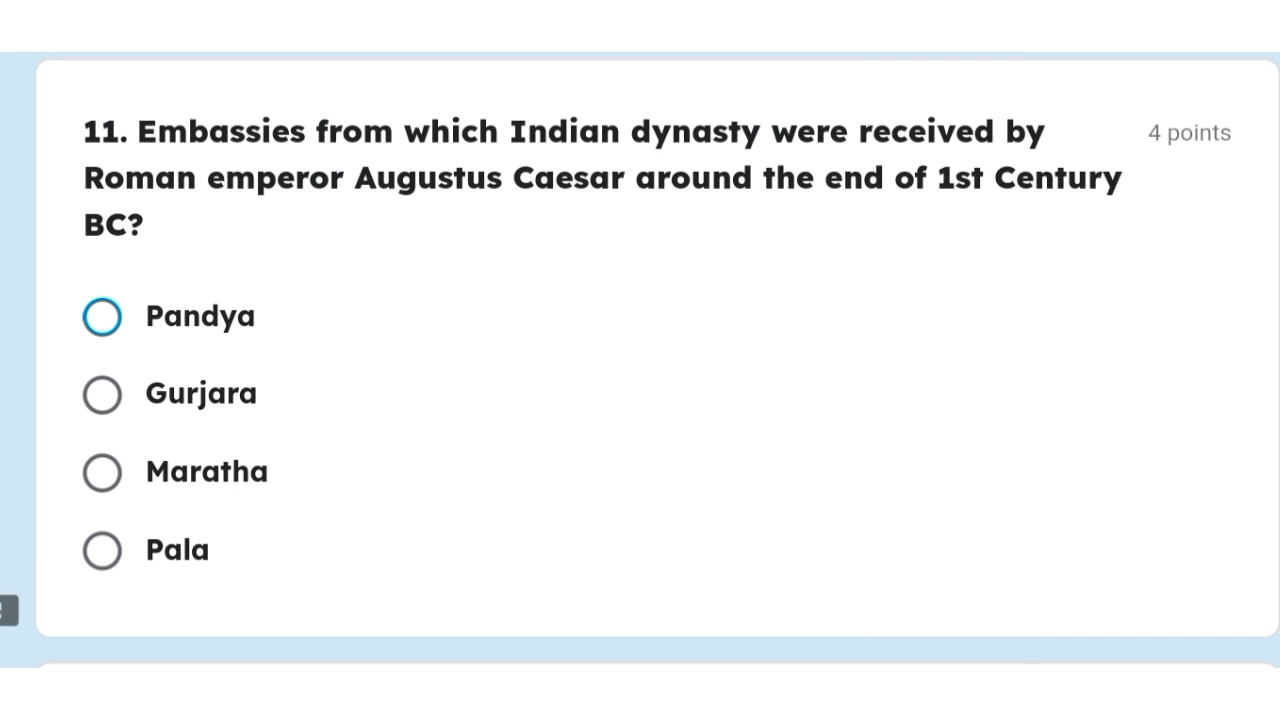 11. Embassies from which Indian dynasty were received by
4 points
Roman emperor Augustus Caesar around the end of 1st Century
BC?
Pandya
Gurjara
Maratha
Pala